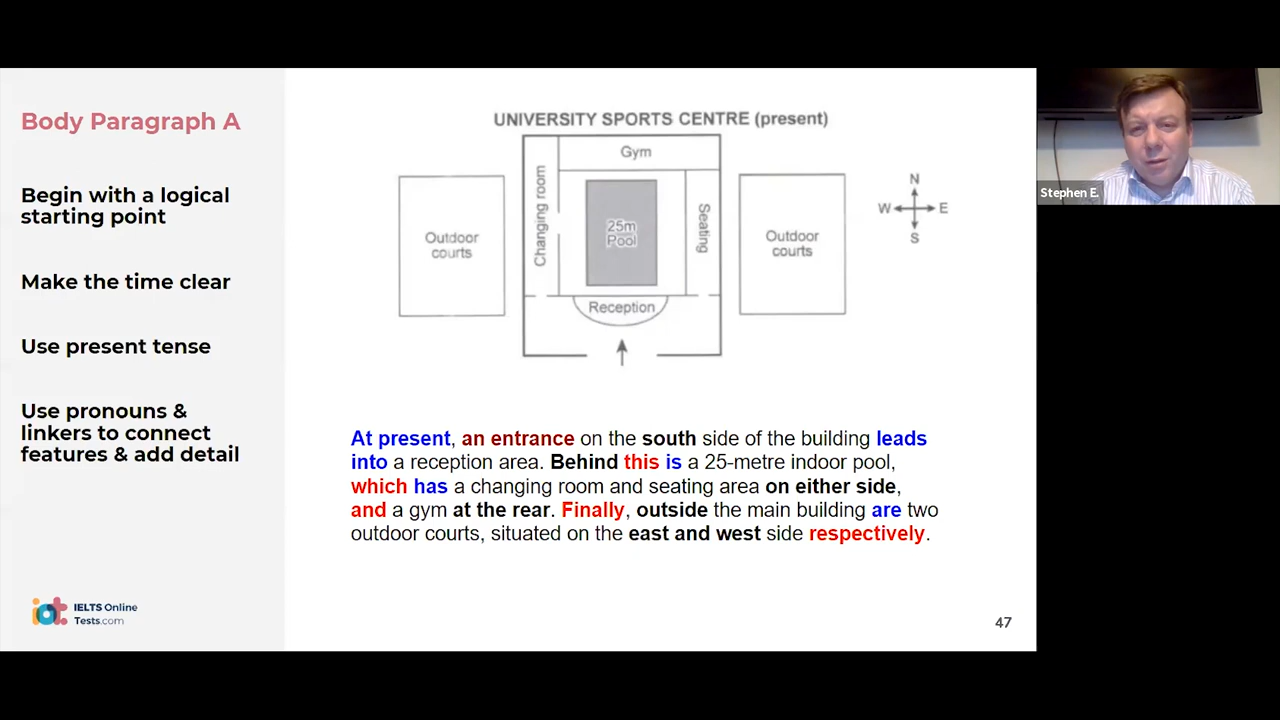 Body Paragraph A
Begin with a logical
starting point
Make the time clear
Use present tense
Use pronouns &
linkers to connect
features & add detail
IELTS Online
Tests.com
UNIVERSITY SPORTS CENTRE (present)
Gym
Changing room
25m
Pool
Seating
Outdoor
courts
Outdoor
courts
Reception
N
W E
S
At present, an entrance on the south side of the building leads
into a reception area. Behind this is a 25-metre indoor pool,
which has a changing room and seating area on either side,
and a gym at the rear. Finally, outside the main building are two
outdoor courts, situated on the east and west side respectively.
47
Stephen E.